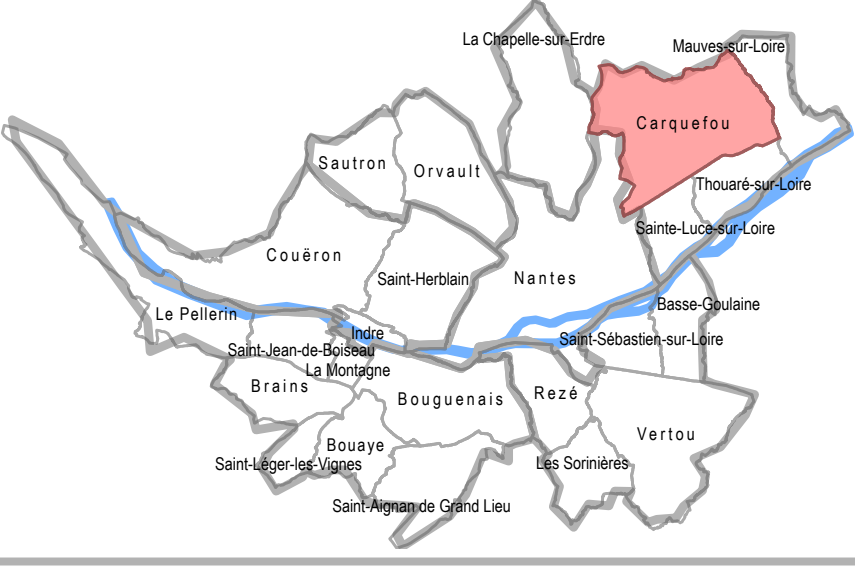 La Chapelle-sur-Erdre
Mauves-sur-Loire
Carquefou
Sautron
Orvault
Thouaré-sur-Loire
Sainte-Luce-sur-Loire
Couëron
Saint-Herblain
Nantes
Basse-Goulaine
Le Pellerin
Indre
Saint-Sébastien-sur-Loire
Saint-Jean-de-Boiseau
La Montagne
Brains
Bouguenais
Rezé
Vertou
Bouaye
Saint-Léger-les-Vignes
Les Sorinières
Saint-Aignan de Grand Lieu